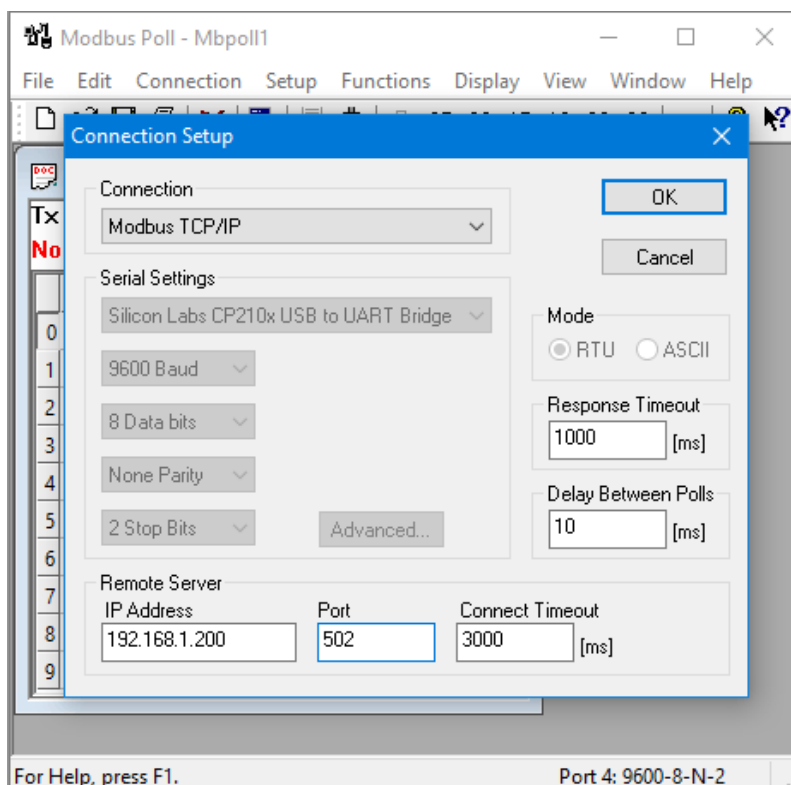 Modbus Poll - Mbpoll1
File Edit Connection Setup Functions Display View Window Help
Connection Setup
DOC
Tx
No
0
1
2
3
4
5
6
7
8
9
Connection
Modbus TCP/IP
OK
Cancel
Serial Settings
Silicon Labs CP210x USB to UART Bridge
9600 Baud
8 Data bits
None Parity
2 Stop Bits
Advanced...
Mode
RTU ASCII
Response Timeout
1000 [ms]
Delay Between Polls
10 [ms]
Remote Server
IP Address Port Connect Timeout
192.168.1.200 502 3000 [ms]
For Help, press F1. Port 4: 9600-8-N-2